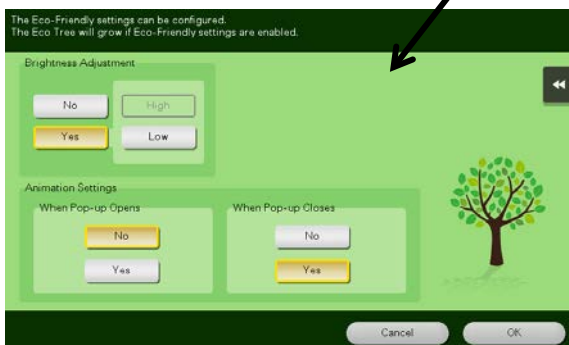 The Eco-Friendly settings can be configured.
The Eco Tree will grow if Eco-Friendly settings are enabled.
Brightness Adjustment
No
High
Yes
Low
Animation Settings
When Pop-up Opens
When Pop-up Closes
No
No
Yes
Yes
Cancel
OK